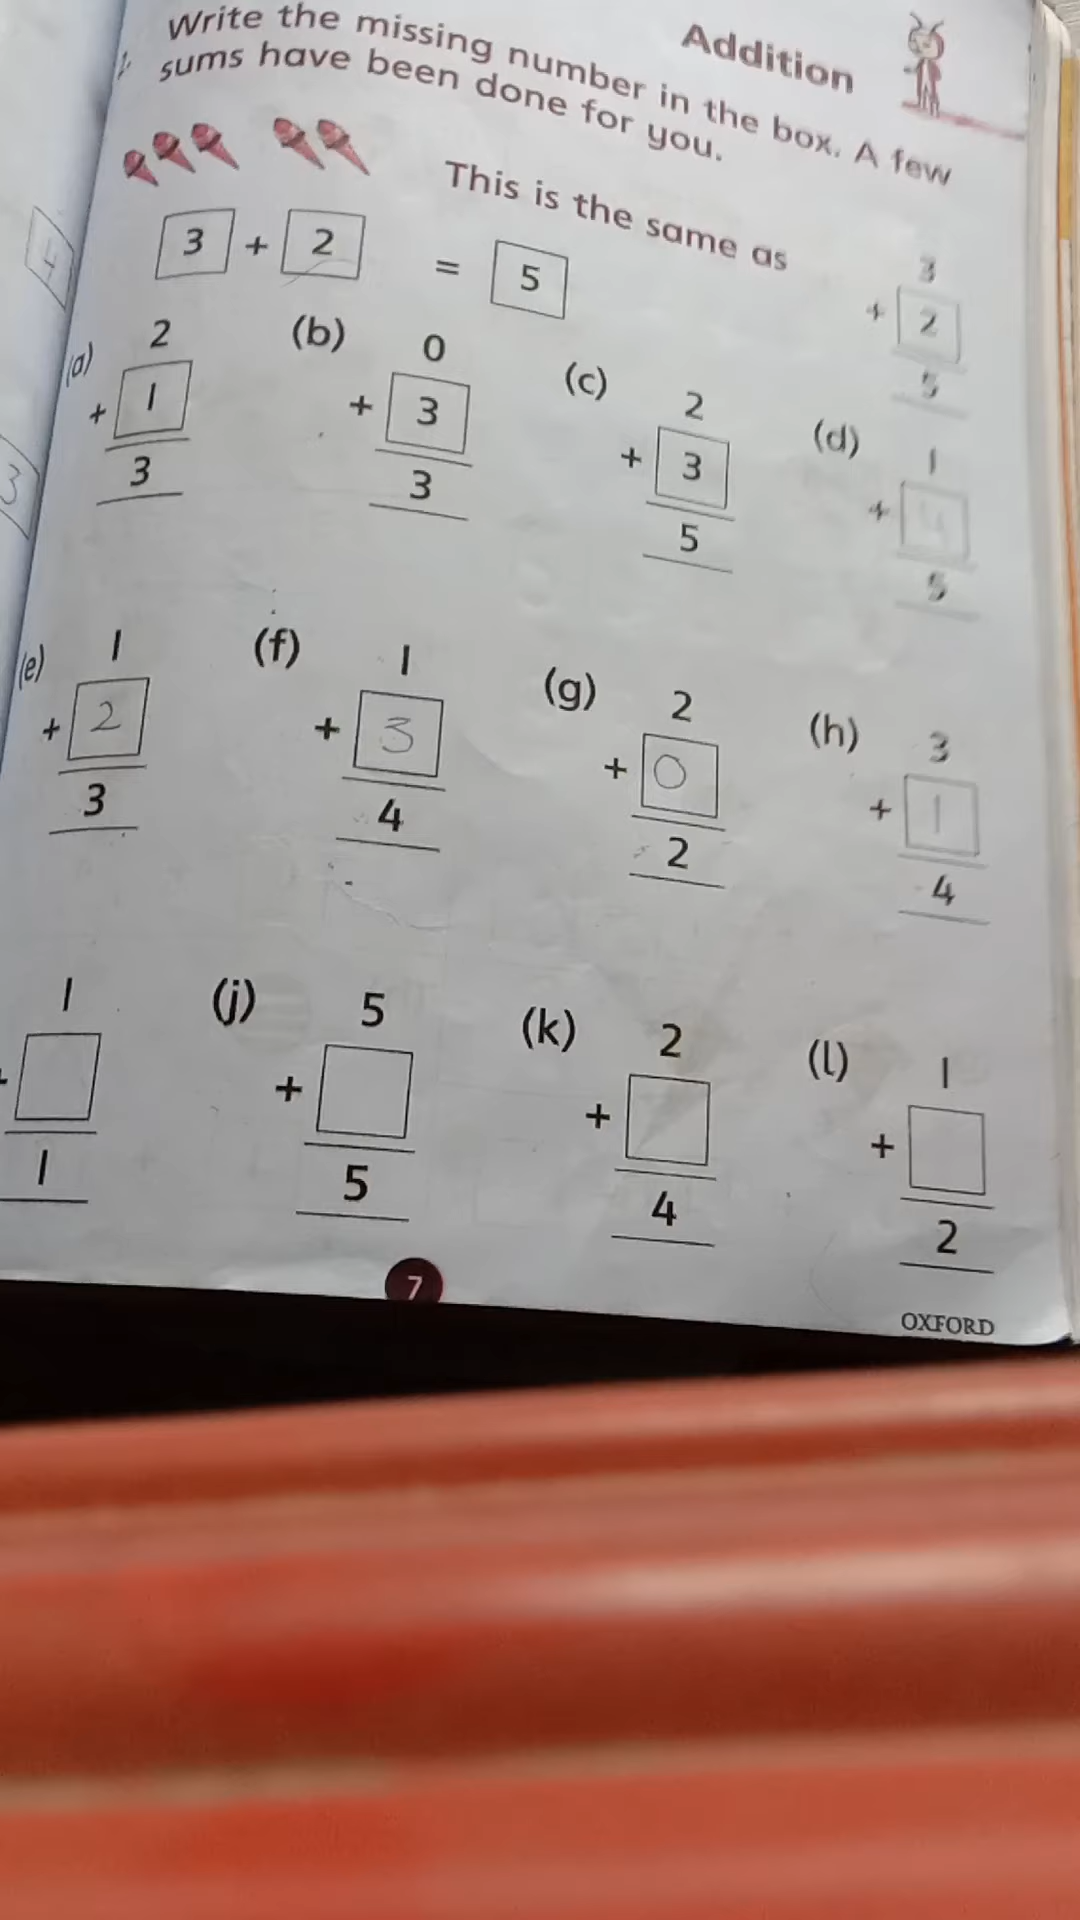 Addition
Write the missing number in the box. A few
sums have been done for you.
This is the same as
3 + 2 = 5
3
+ 2
5
(a) 2
+ 1
3
(b) 0
+ 3
3
(c) 2
+ 3
5
(d) 1
+ 4
5
(e) 1
+ 2
3
(f) 1
+ 3
4
(g) 2
+ 0
2
(h) 3
+ 1
4
1
1
(j) 5
+
5
(k) 2
+
4
(l) 1
+
2
7
OXFORD